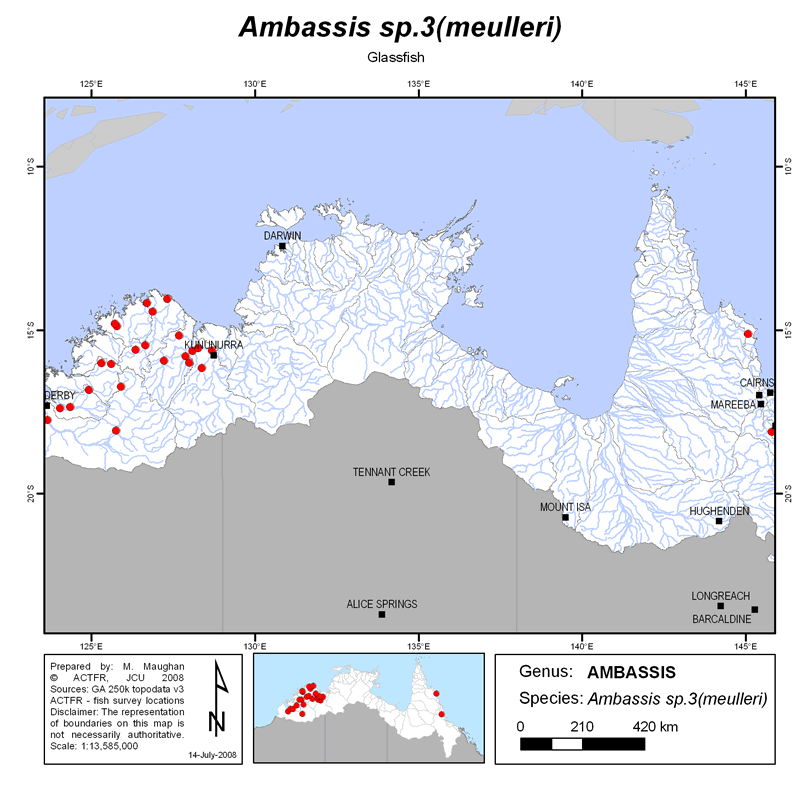 Ambassis sp.3(meulleri)
Glassfish
125°E 130°E 135°E 140°E 145°E
10°S 10°S
DARWIN
15°S 15°S
KUNUNURRA
CAIRNS
DERBY
MAREEBA
TENNANT CREEK
20°S 20°S
MOUNT ISA
HUGHENDEN
LONGREACH
ALICE SPRINGS
BARCALDINE
125°E 130°E 135°E 140°E 145°E
Prepared by: M. Maughan
© ACTFR, JCU 2008
Sources: GA 250k topodata v3
ACTFR - fish survey locations
Disclaimer: The representation
of boundaries on this map is
not necessarily authoritative.
Scale: 1:13,585,000
14-July-2008
N
Genus: AMBASSIS
Species: Ambassis sp.3(meulleri)
0 210 420 km